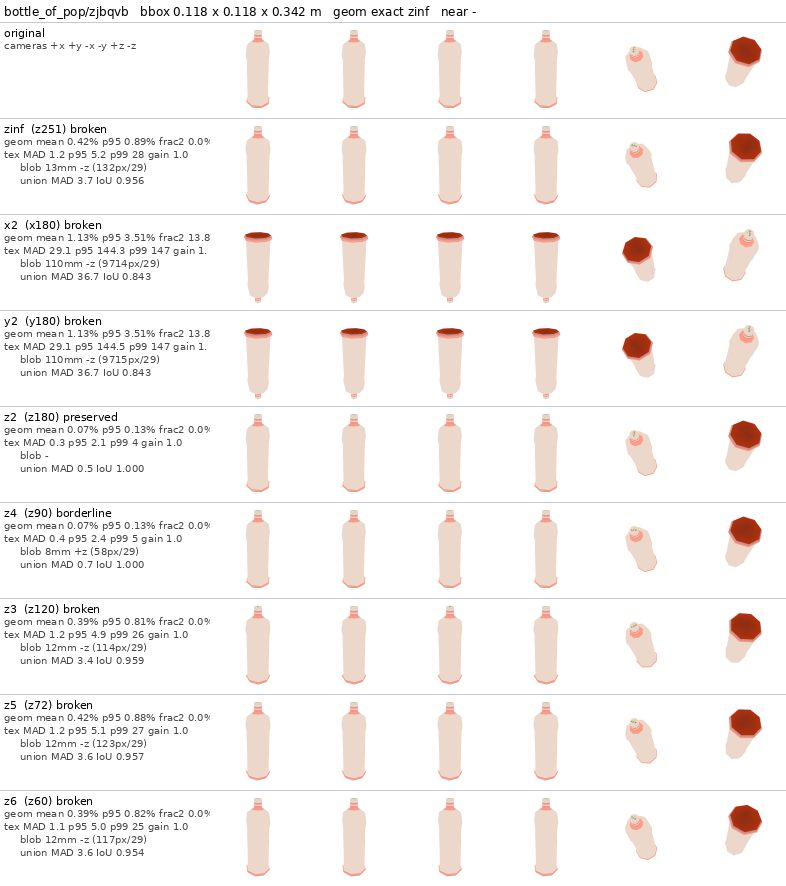 bottle_of_pop/zjbqvb   bbox 0.118 x 0.118 x 0.342 m   geom exact zinf   near -
original
cameras +x +y -x -y +z -z
zinf  (z251) broken
geom mean 0.42% p95 0.89% frac2 0.0%
tex MAD 1.2 p95 5.2 p99 28 gain 1.0
blob 13mm -z (132px/29)
union MAD 3.7 IoU 0.956
x2  (x180) broken
geom mean 1.13% p95 3.51% frac2 13.8
tex MAD 29.1 p95 144.3 p99 147 gain 1.
blob 110mm -z (9714px/29)
union MAD 36.7 IoU 0.843
y2  (y180) broken
geom mean 1.13% p95 3.51% frac2 13.8
tex MAD 29.1 p95 144.5 p99 147 gain 1.
blob 110mm -z (9715px/29)
union MAD 36.7 IoU 0.843
z2  (z180) preserved
geom mean 0.07% p95 0.13% frac2 0.0%
tex MAD 0.3 p95 2.1 p99 4 gain 1.0
blob -
union MAD 0.5 IoU 1.000
z4  (z90) borderline
geom mean 0.07% p95 0.13% frac2 0.0%
tex MAD 0.4 p95 2.4 p99 5 gain 1.0
blob 8mm +z (58px/29)
union MAD 0.7 IoU 1.000
z3  (z120) broken
geom mean 0.39% p95 0.81% frac2 0.0%
tex MAD 1.2 p95 4.9 p99 26 gain 1.0
blob 12mm -z (114px/29)
union MAD 3.4 IoU 0.959
z5  (z72) broken
geom mean 0.42% p95 0.88% frac2 0.0%
tex MAD 1.2 p95 5.1 p99 27 gain 1.0
blob 12mm -z (123px/29)
union MAD 3.6 IoU 0.957
z6  (z60) broken
geom mean 0.39% p95 0.82% frac2 0.0%
tex MAD 1.1 p95 5.0 p99 25 gain 1.0
blob 12mm -z (117px/29)
union MAD 3.6 IoU 0.954